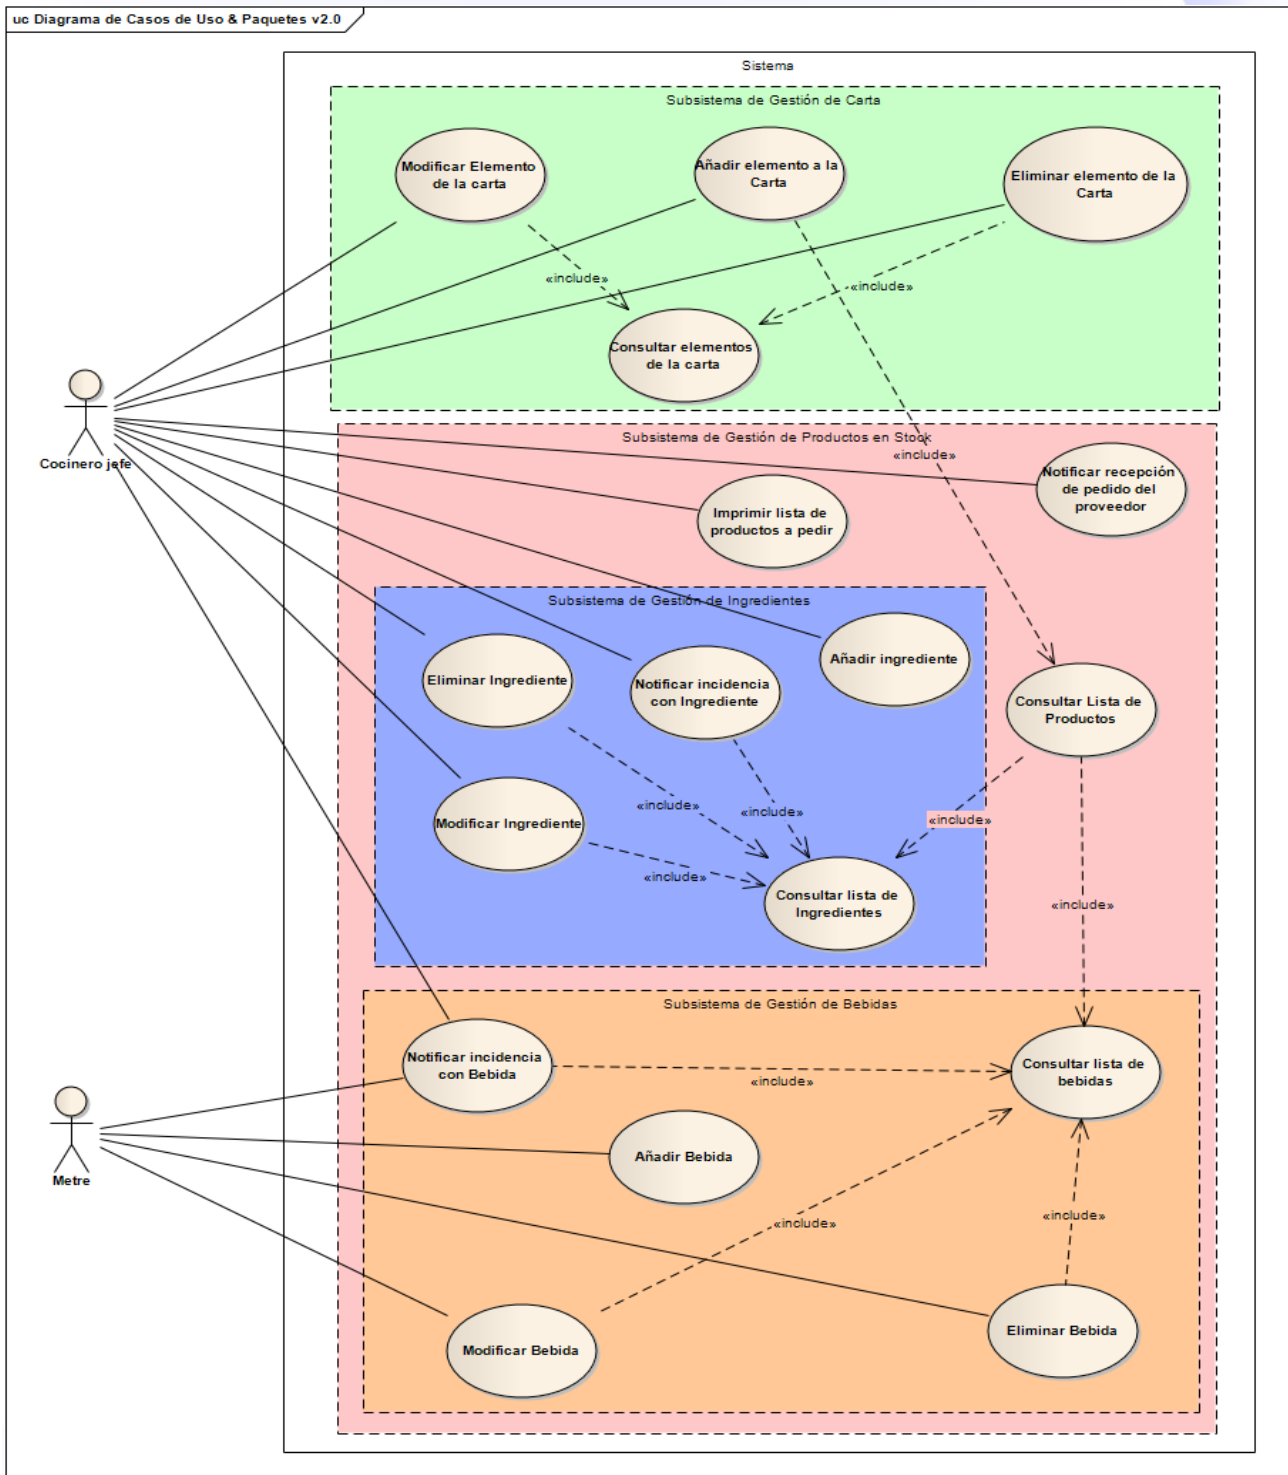 uc Diagrama de Casos de Uso & Paquetes v2.0
Sistema
Subsistema de Gestión de Carta
Modificar Elemento
de la carta
Añadir elemento a la
Carta
Eliminar elemento de la
Carta
«include»
«include»
Consultar elementos
de la carta
Cocinero jefe
Subsistema de Gestión de Productos en Stock
«include»
Notificar recepción
de pedido del
proveedor
Imprimir lista de
productos a pedir
Subsistema de Gestión de Ingredientes
Eliminar Ingrediente
Notificar incidencia
con Ingrediente
Añadir ingrediente
Consultar Lista de
Productos
«include»
«include»
«include»
Modificar Ingrediente
«include»
Consultar lista de
Ingredientes
«include»
Subsistema de Gestión de Bebidas
Notificar incidencia
con Bebida
«include»
Consultar lista de
bebidas
Metre
Añadir Bebida
«include»
«include»
Modificar Bebida
Eliminar Bebida